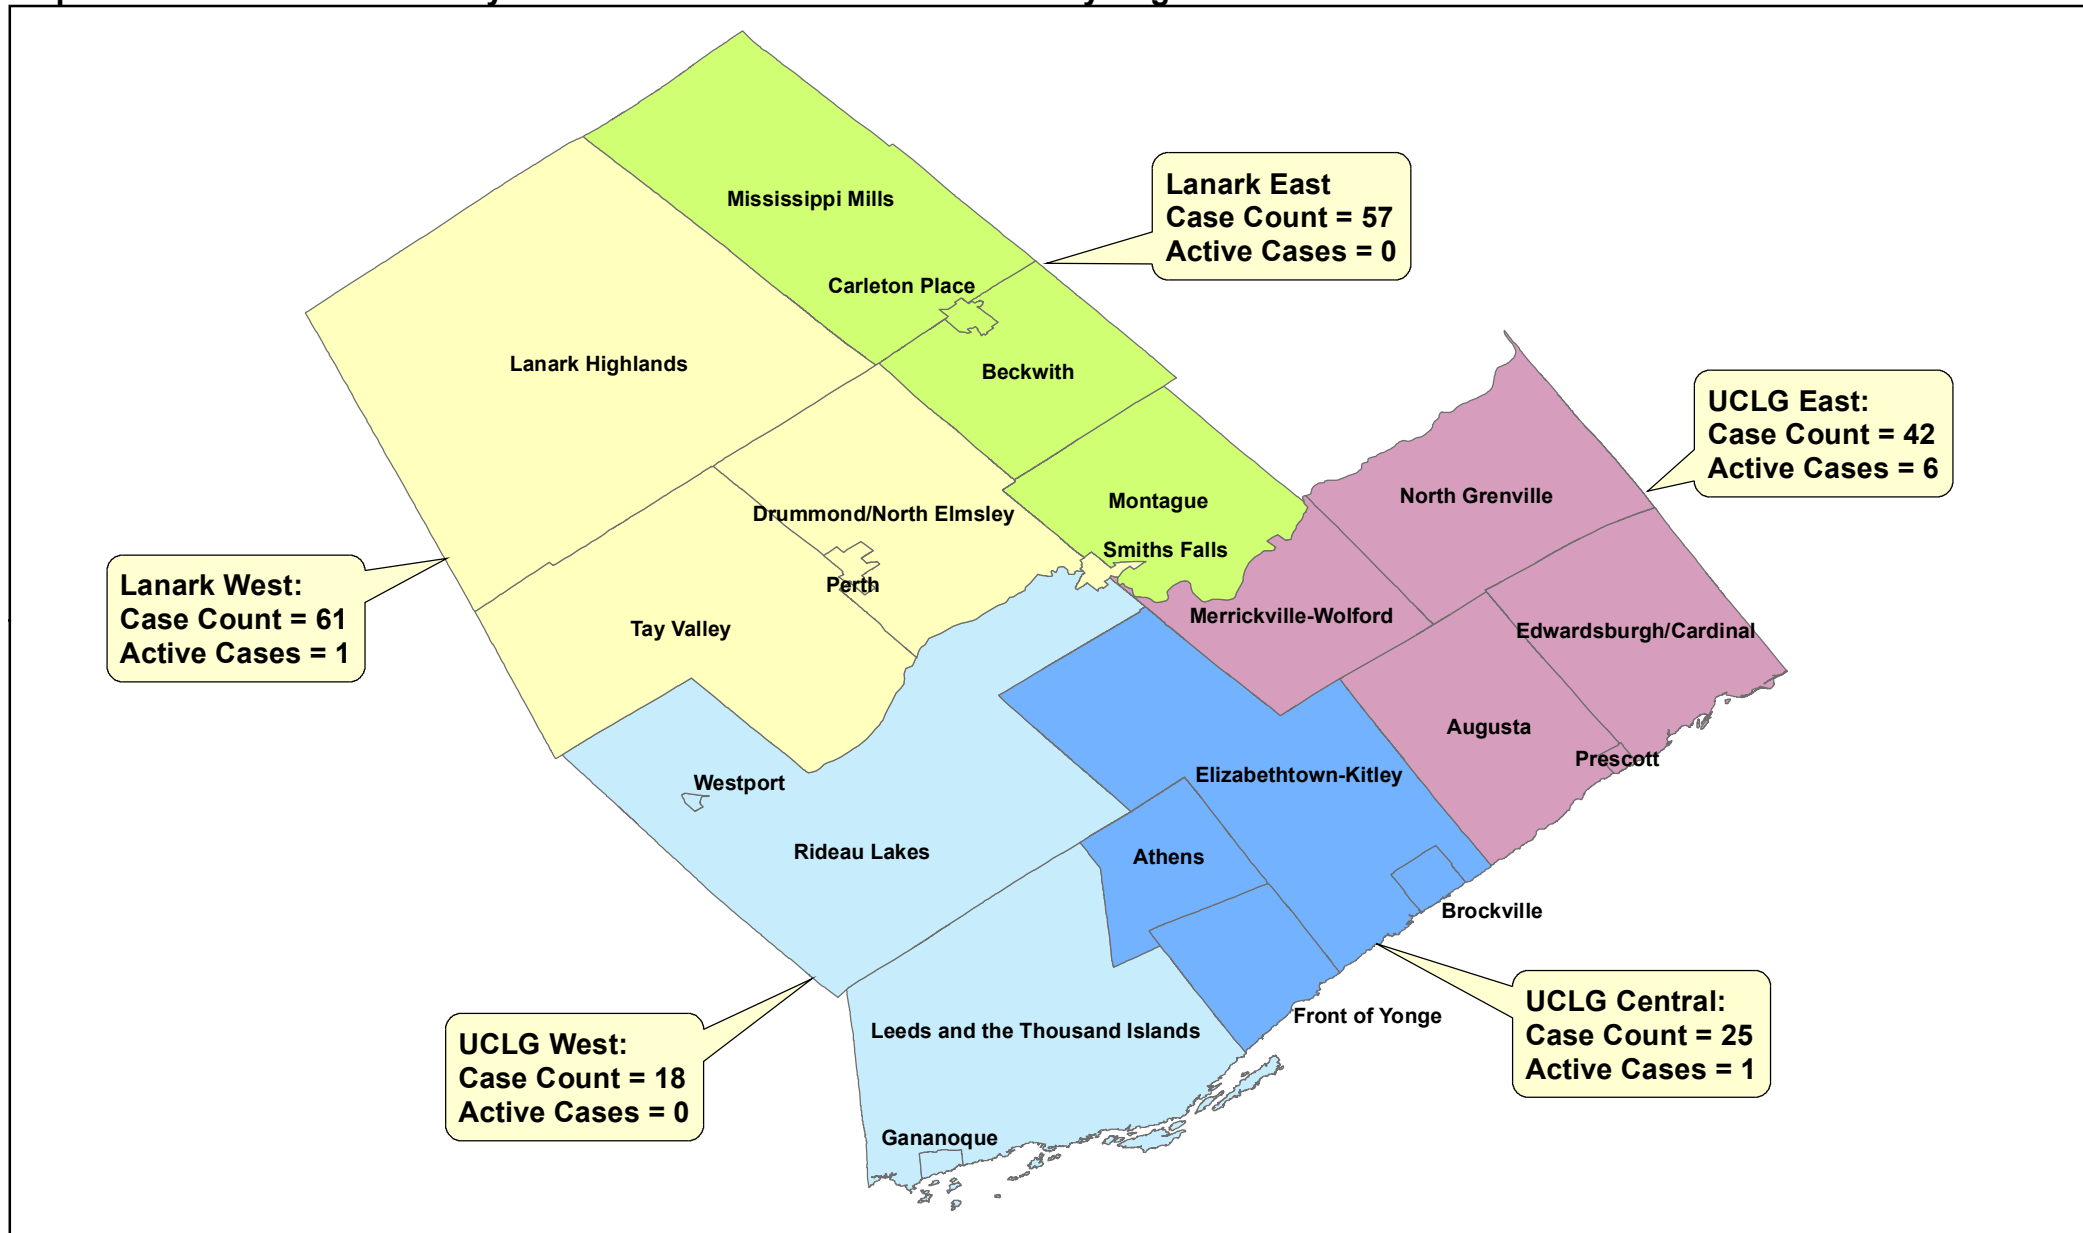 Mississippi Mills
Lanark East
Case Count = 57
Active Cases = 0
Carleton Place
Lanark Highlands
Beckwith
UCLG East:
Case Count = 42
Active Cases = 6
North Grenville
Montague
Drummond/North Elmsley
Smiths Falls
Perth
Lanark West:
Case Count = 61
Active Cases = 1
Tay Valley
Merrickville-Wolford
Edwardsburgh/Cardinal
Augusta
Prescott
Elizabethtown-Kitley
Westport
Rideau Lakes
Athens
Brockville
Front of Yonge
UCLG Central:
Case Count = 25
Active Cases = 1
Leeds and the Thousand Islands
UCLG West:
Case Count = 18
Active Cases = 0
Gananoque